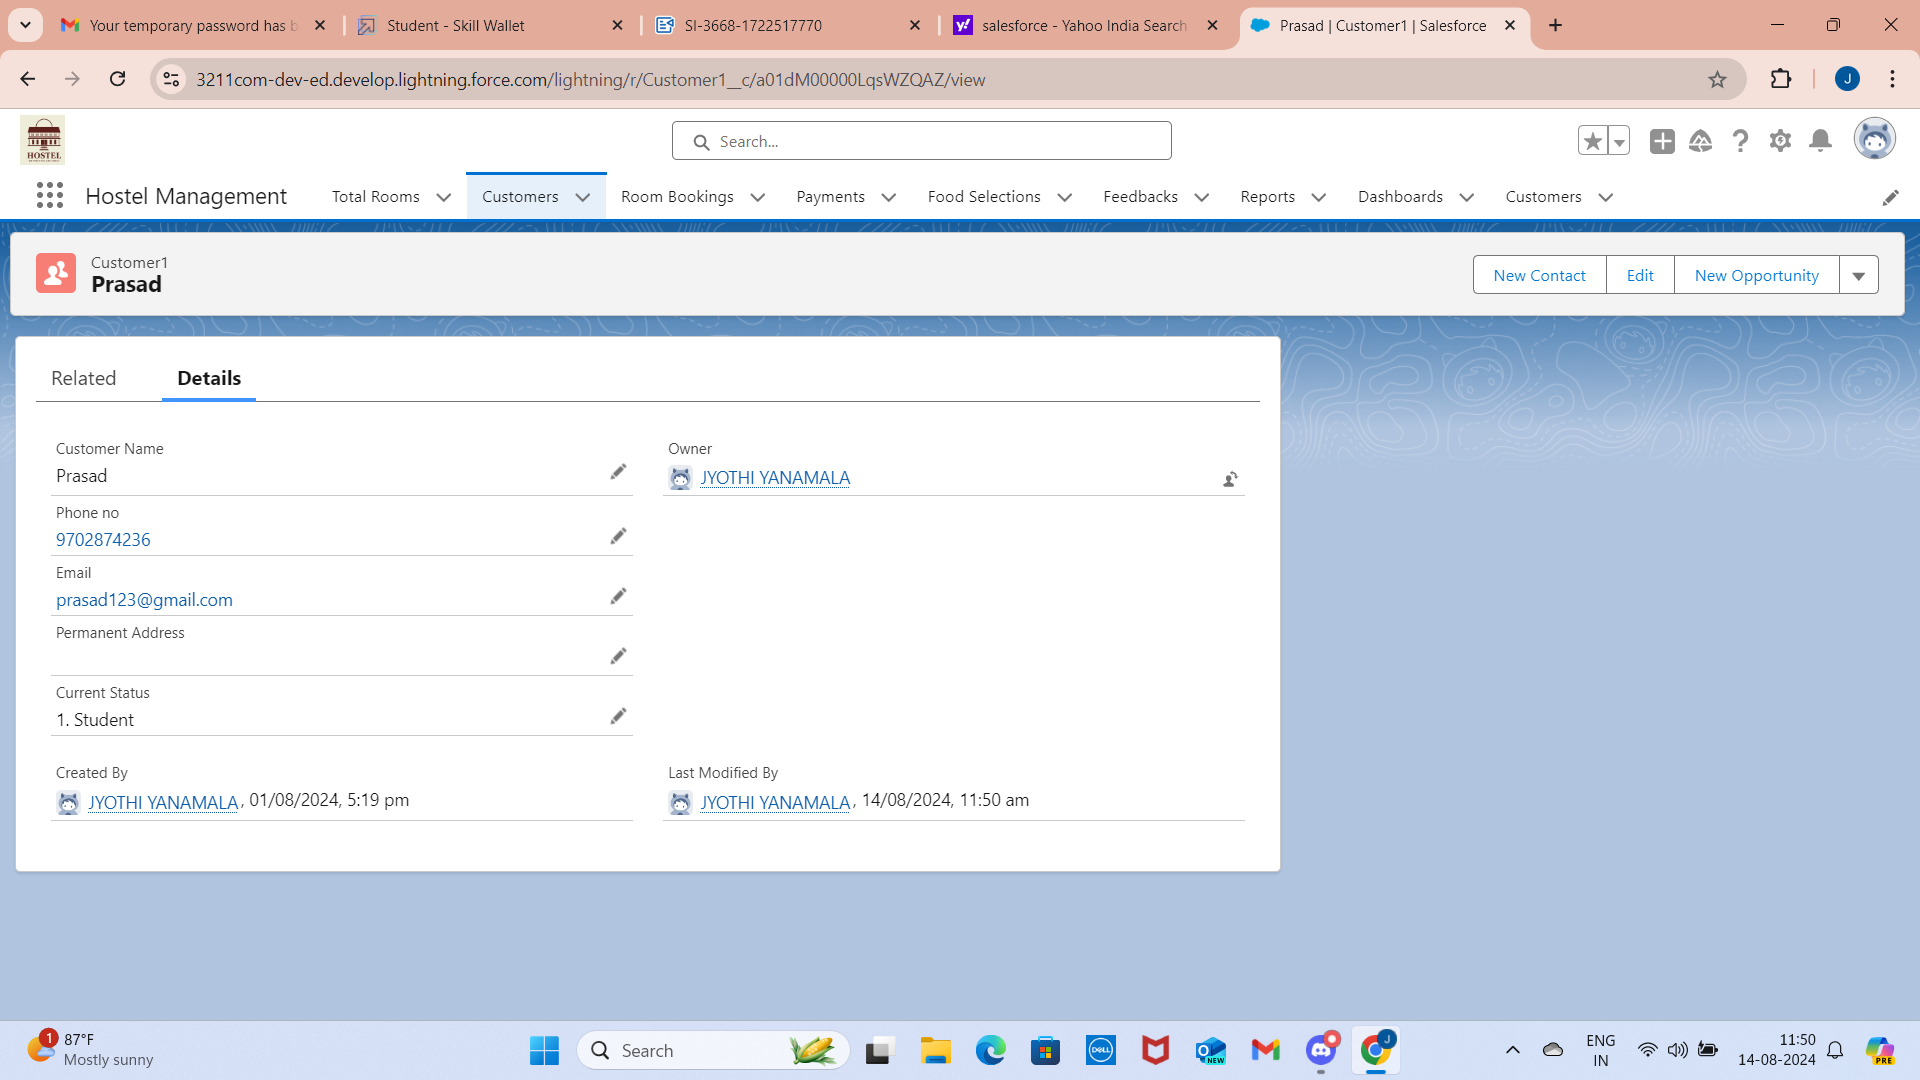 Your temporary password has b
Student - Skill Wallet
SI-3668-1722517770
salesforce - Yahoo India Search
Prasad | Customer1 | Salesforce
3211com-dev-ed.develop.lightning.force.com/lightning/r/Customer1__c/a01dM00000LqsWZQAZ/view
J
HOSTEL
Search...
Hostel Management
Total Rooms
Customers
Room Bookings
Payments
Food Selections
Feedbacks
Reports
Dashboards
Customers
Customer1
Prasad
New Contact
Edit
New Opportunity
Related
Details
Customer Name
Prasad
Owner
JYOTHI YANAMALA
Phone no
9702874236
Email
prasad123@gmail.com
Permanent Address
Current Status
1. Student
Created By
JYOTHI YANAMALA, 01/08/2024, 5:19 pm
Last Modified By
JYOTHI YANAMALA, 14/08/2024, 11:50 am
1
87°F
Mostly sunny
Search
DELL
NEW
J
ENG
IN
11:50
14-08-2024
PRE